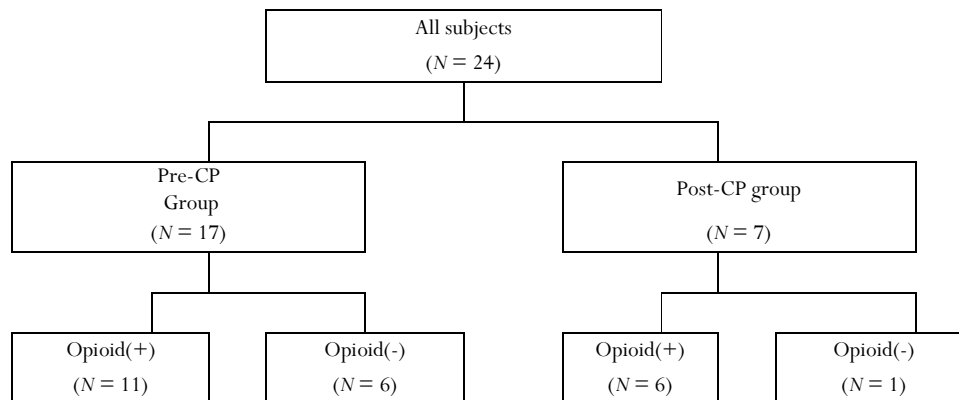 All subjects
(N = 24)
Pre-CP
Group
(N = 17)
Post-CP group
(N = 7)
Opioid(+)
(N = 11)
Opioid(-)
(N = 6)
Opioid(+)
(N = 6)
Opioid(-)
(N = 1)